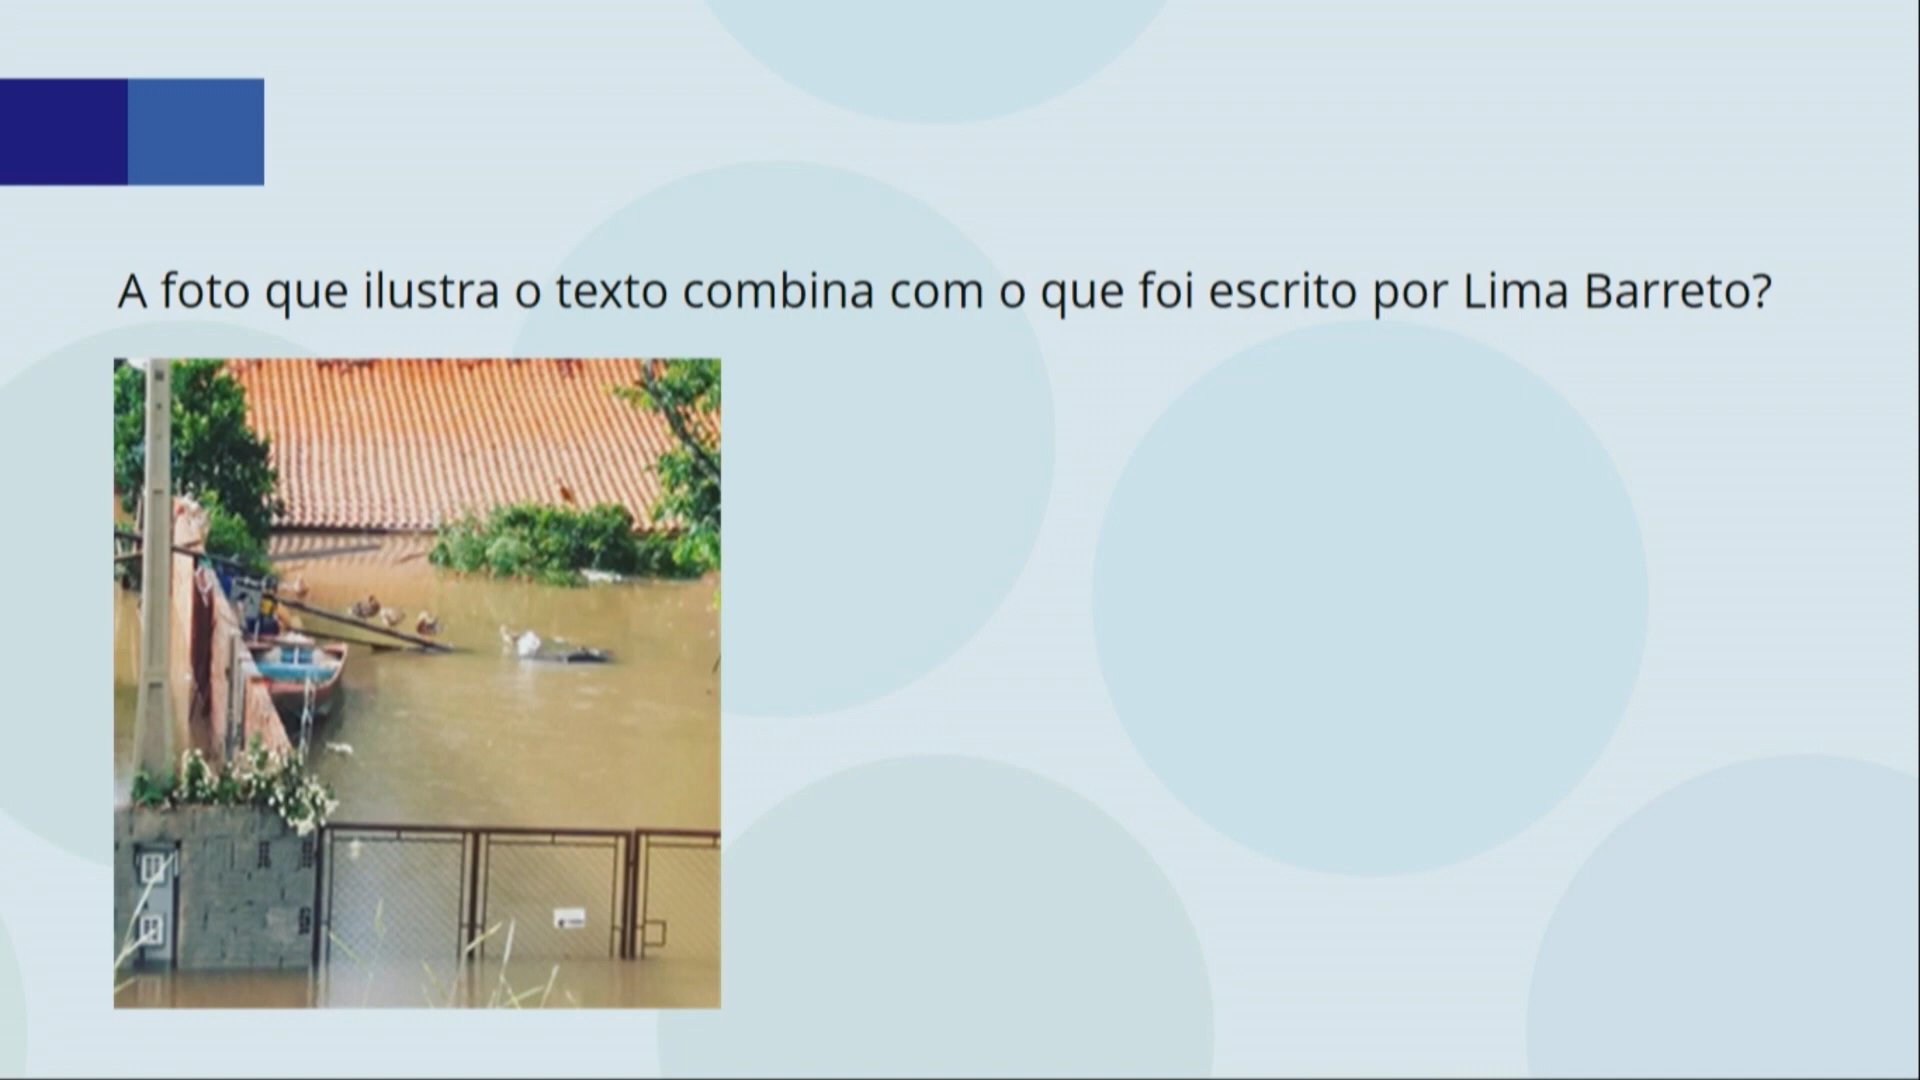 A foto que ilustra o texto combina com o que foi escrito por Lima Barreto?